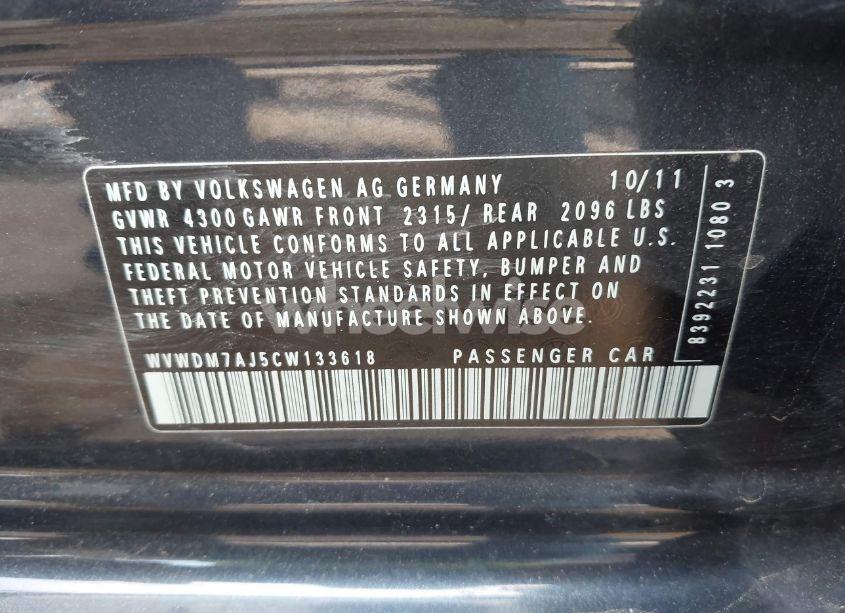 MFD BY VOLKSWAGEN AG GERMANY 10/11
GVWR 4300 GAWR FRONT 2315/ REAR 2096 LBS
THIS VEHICLE CONFORMS TO ALL APPLICABLE U.S.
FEDERAL MOTOR VEHICLE SAFETY, BUMPER AND
THEFT PREVENTION STANDARDS IN EFFECT ON
THE DATE OF MANUFACTURE SHOWN ABOVE.
WVWDM7AJ5CW133618 PASSENGER CAR
8392231 1080 3
Wheelwise